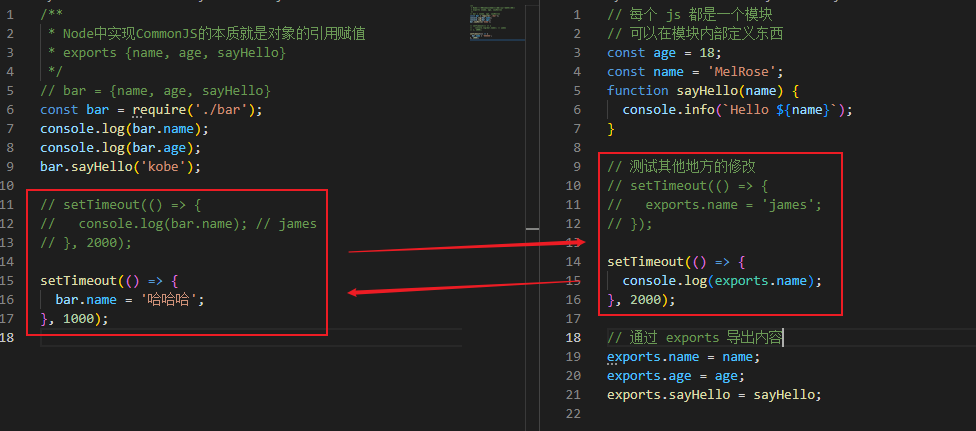 1 /**
2 * Node中实现CommonJS的本质就是对象的引用赋值
3 * exports {name, age, sayHello}
4 */
5 // bar = {name, age, sayHello}
6 const bar = require('./bar');
7 console.log(bar.name);
8 console.log(bar.age);
9 bar.sayHello('kobe');
10
11 // setTimeout(() => {
12 //   console.log(bar.name); // james
13 // }, 2000);
14
15 setTimeout(() => {
16   bar.name = '哈哈哈';
17 }, 1000);
18
1 // 每个 js 都是一个模块
2 // 可以在模块内部定义东西
3 const age = 18;
4 const name = 'MelRose';
5 function sayHello(name) {
6   console.info(`Hello ${name}`);
7 }
8
9 // 测试其他地方的修改
10 // setTimeout(() => {
11 //   exports.name = 'james';
12 // });
13
14 setTimeout(() => {
15   console.log(exports.name);
16 }, 2000);
17
18 // 通过 exports 导出内容
19 exports.name = name;
20 exports.age = age;
21 exports.sayHello = sayHello;
22